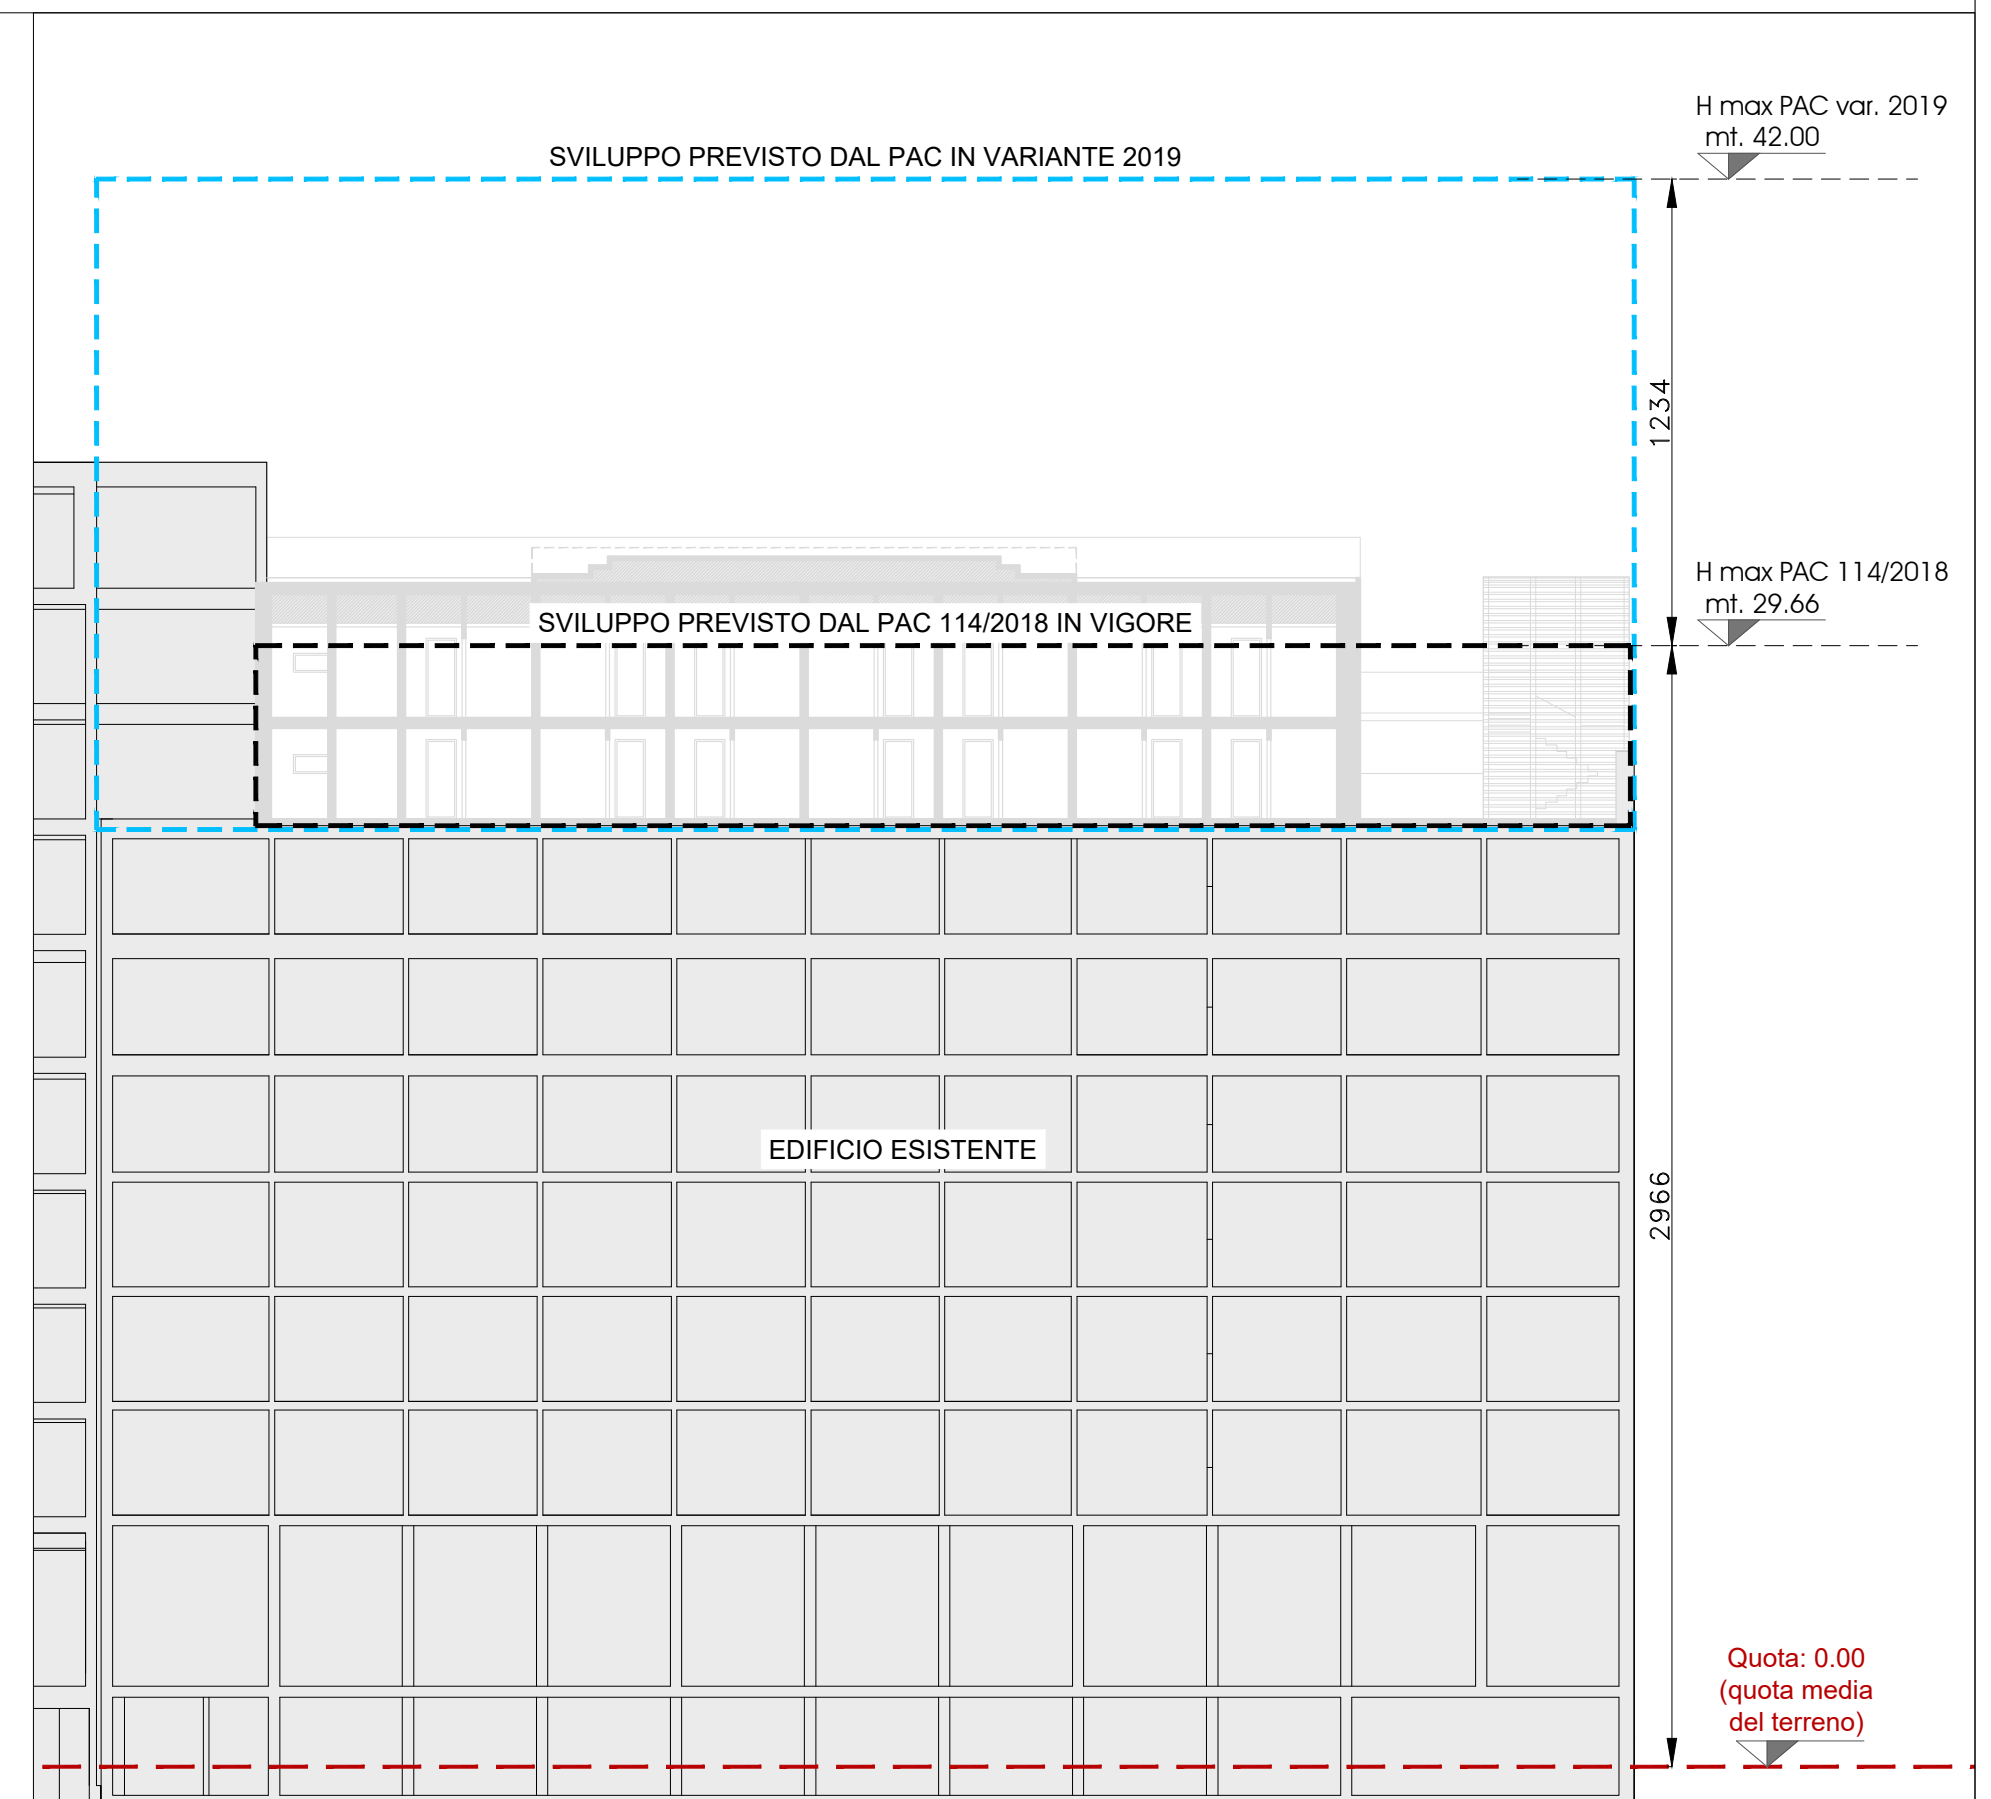 H max PAC var. 2019
mt. 42.00
SVILUPPO PREVISTO DAL PAC IN VARIANTE 2019
1234
H max PAC 114/2018
mt. 29.66
SVILUPPO PREVISTO DAL PAC 114/2018 IN VIGORE
EDIFICIO ESISTENTE
2966
Quota: 0.00
(quota media
del terreno)